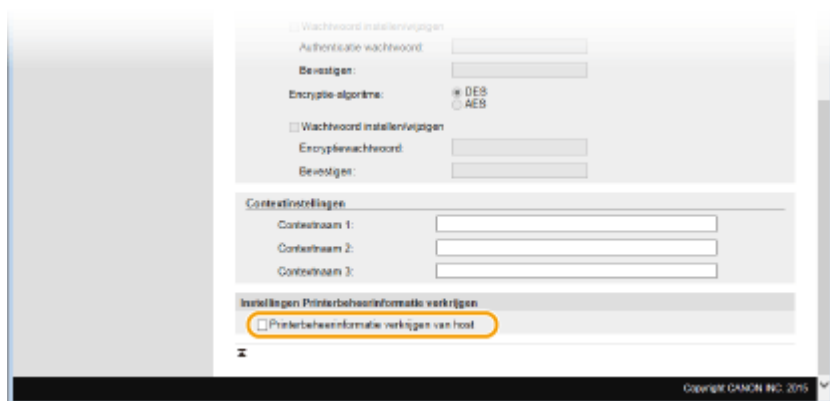 Wachtwoord instellen/wijzigen
Authenticatie wachtwoord:
Bevestigen:
Encryptie-algoritme:
DES
AES
Wachtwoord instellen/wijzigen
Encryptiewachtwoord:
Bevestigen:
Contextinstellingen
Contextnaam 1:
Contextnaam 2:
Contextnaam 3:
Instellingen Printerbeheerinformatie verkrijgen
Printerbeheerinformatie verkrijgen van host
Copyright CANON INC. 2015